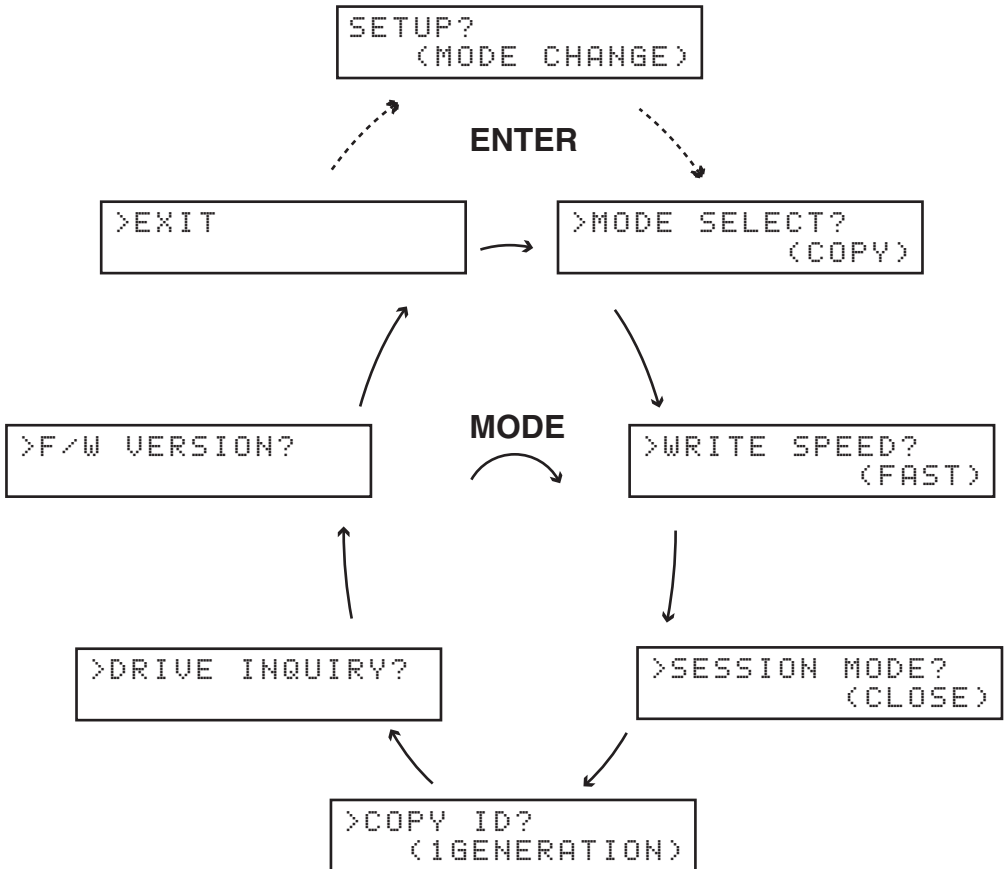 SETUP?
(MODE CHANGE)
ENTER
>EXIT
>MODE SELECT?
(COPY)
>F/W VERSION?
MODE
>WRITE SPEED?
(FAST)
>DRIVE INQUIRY?
>SESSION MODE?
(CLOSE)
>COPY ID?
(1GENERATION)